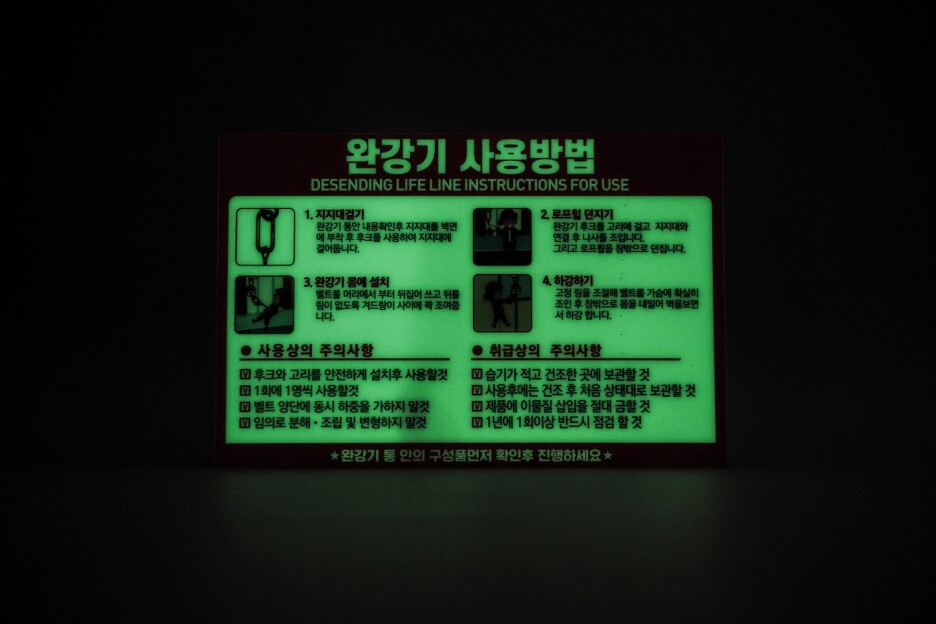 완강기 사용방법
DESENDING LIFE LINE INSTRUCTIONS FOR USE
1. 지지대걸기
완강기 통안 내용확인후 지지대를 벽면
에 부착 후 후크를 사용하여 지지대에
걸어둡니다.
2. 로프휠 던지기
완강기 후크를 고리에 걸고 지지대와
연결 후 나사를 조입니다.
그리고 로프휠을 창밖으로 던집니다.
3. 완강기 몸에 설치
벨트를 머리에서 부터 뒤집어 쓰고 뒤틀
림이 없도록 겨드랑이 사이에 꽉 조여줍
니다.
4. 하강하기
고정 링을 조절해 벨트를 가슴에 확실히
조인 후 창밖으로 몸을 내밀어 벽을보면
서 하강 합니다.
● 사용상의 주의사항
후크와 고리를 안전하게 설치후 사용할것
1회에 1명씩 사용할것
벨트 양단에 동시 하중을 가하지 말것
임의로 분해・조립 및 변형하지 말것
● 취급상의 주의사항
습기가 적고 건조한 곳에 보관할 것
사용후에는 건조 후 처음 상태대로 보관할 것
제품에 이물질 삽입을 절대 금할 것
1년에 1회이상 반드시 점검 할 것
★완강기 통 안의 구성품먼저 확인후 진행하세요★